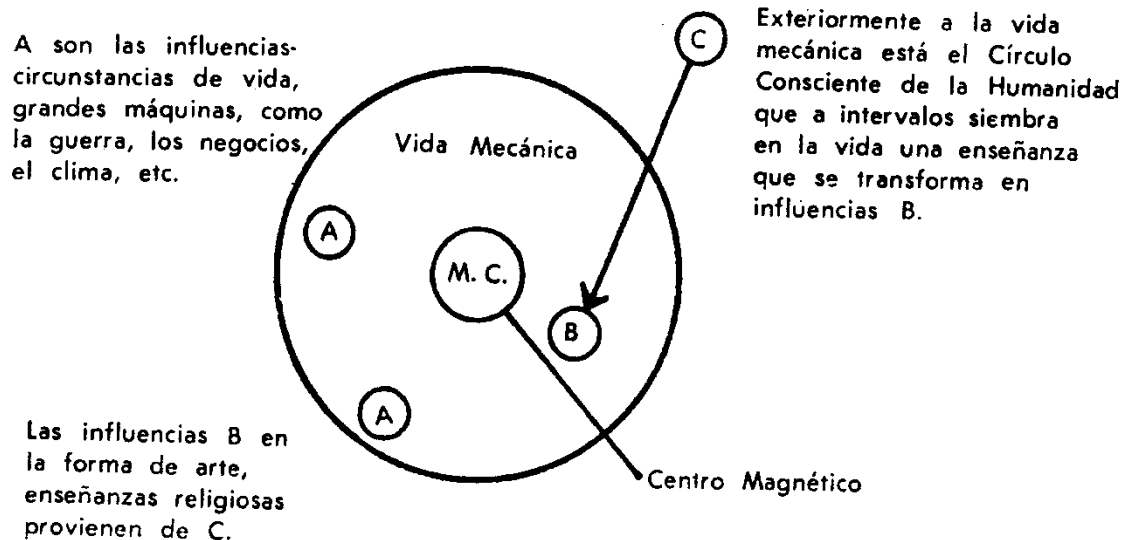 A son las influencias-
circunstancias de vida,
grandes máquinas, como
la guerra, los negocios,
el clima, etc.
Vida Mecánica
C
Exteriormente a la vida
mecánica está el Círculo
Consciente de la Humanidad
que a intervalos siembra
en la vida una enseñanza
que se transforma en
influencias B.
A
M. C.
B
A
Las influencias B en
la forma de arte,
enseñanzas religiosas
provienen de C.
Centro Magnético